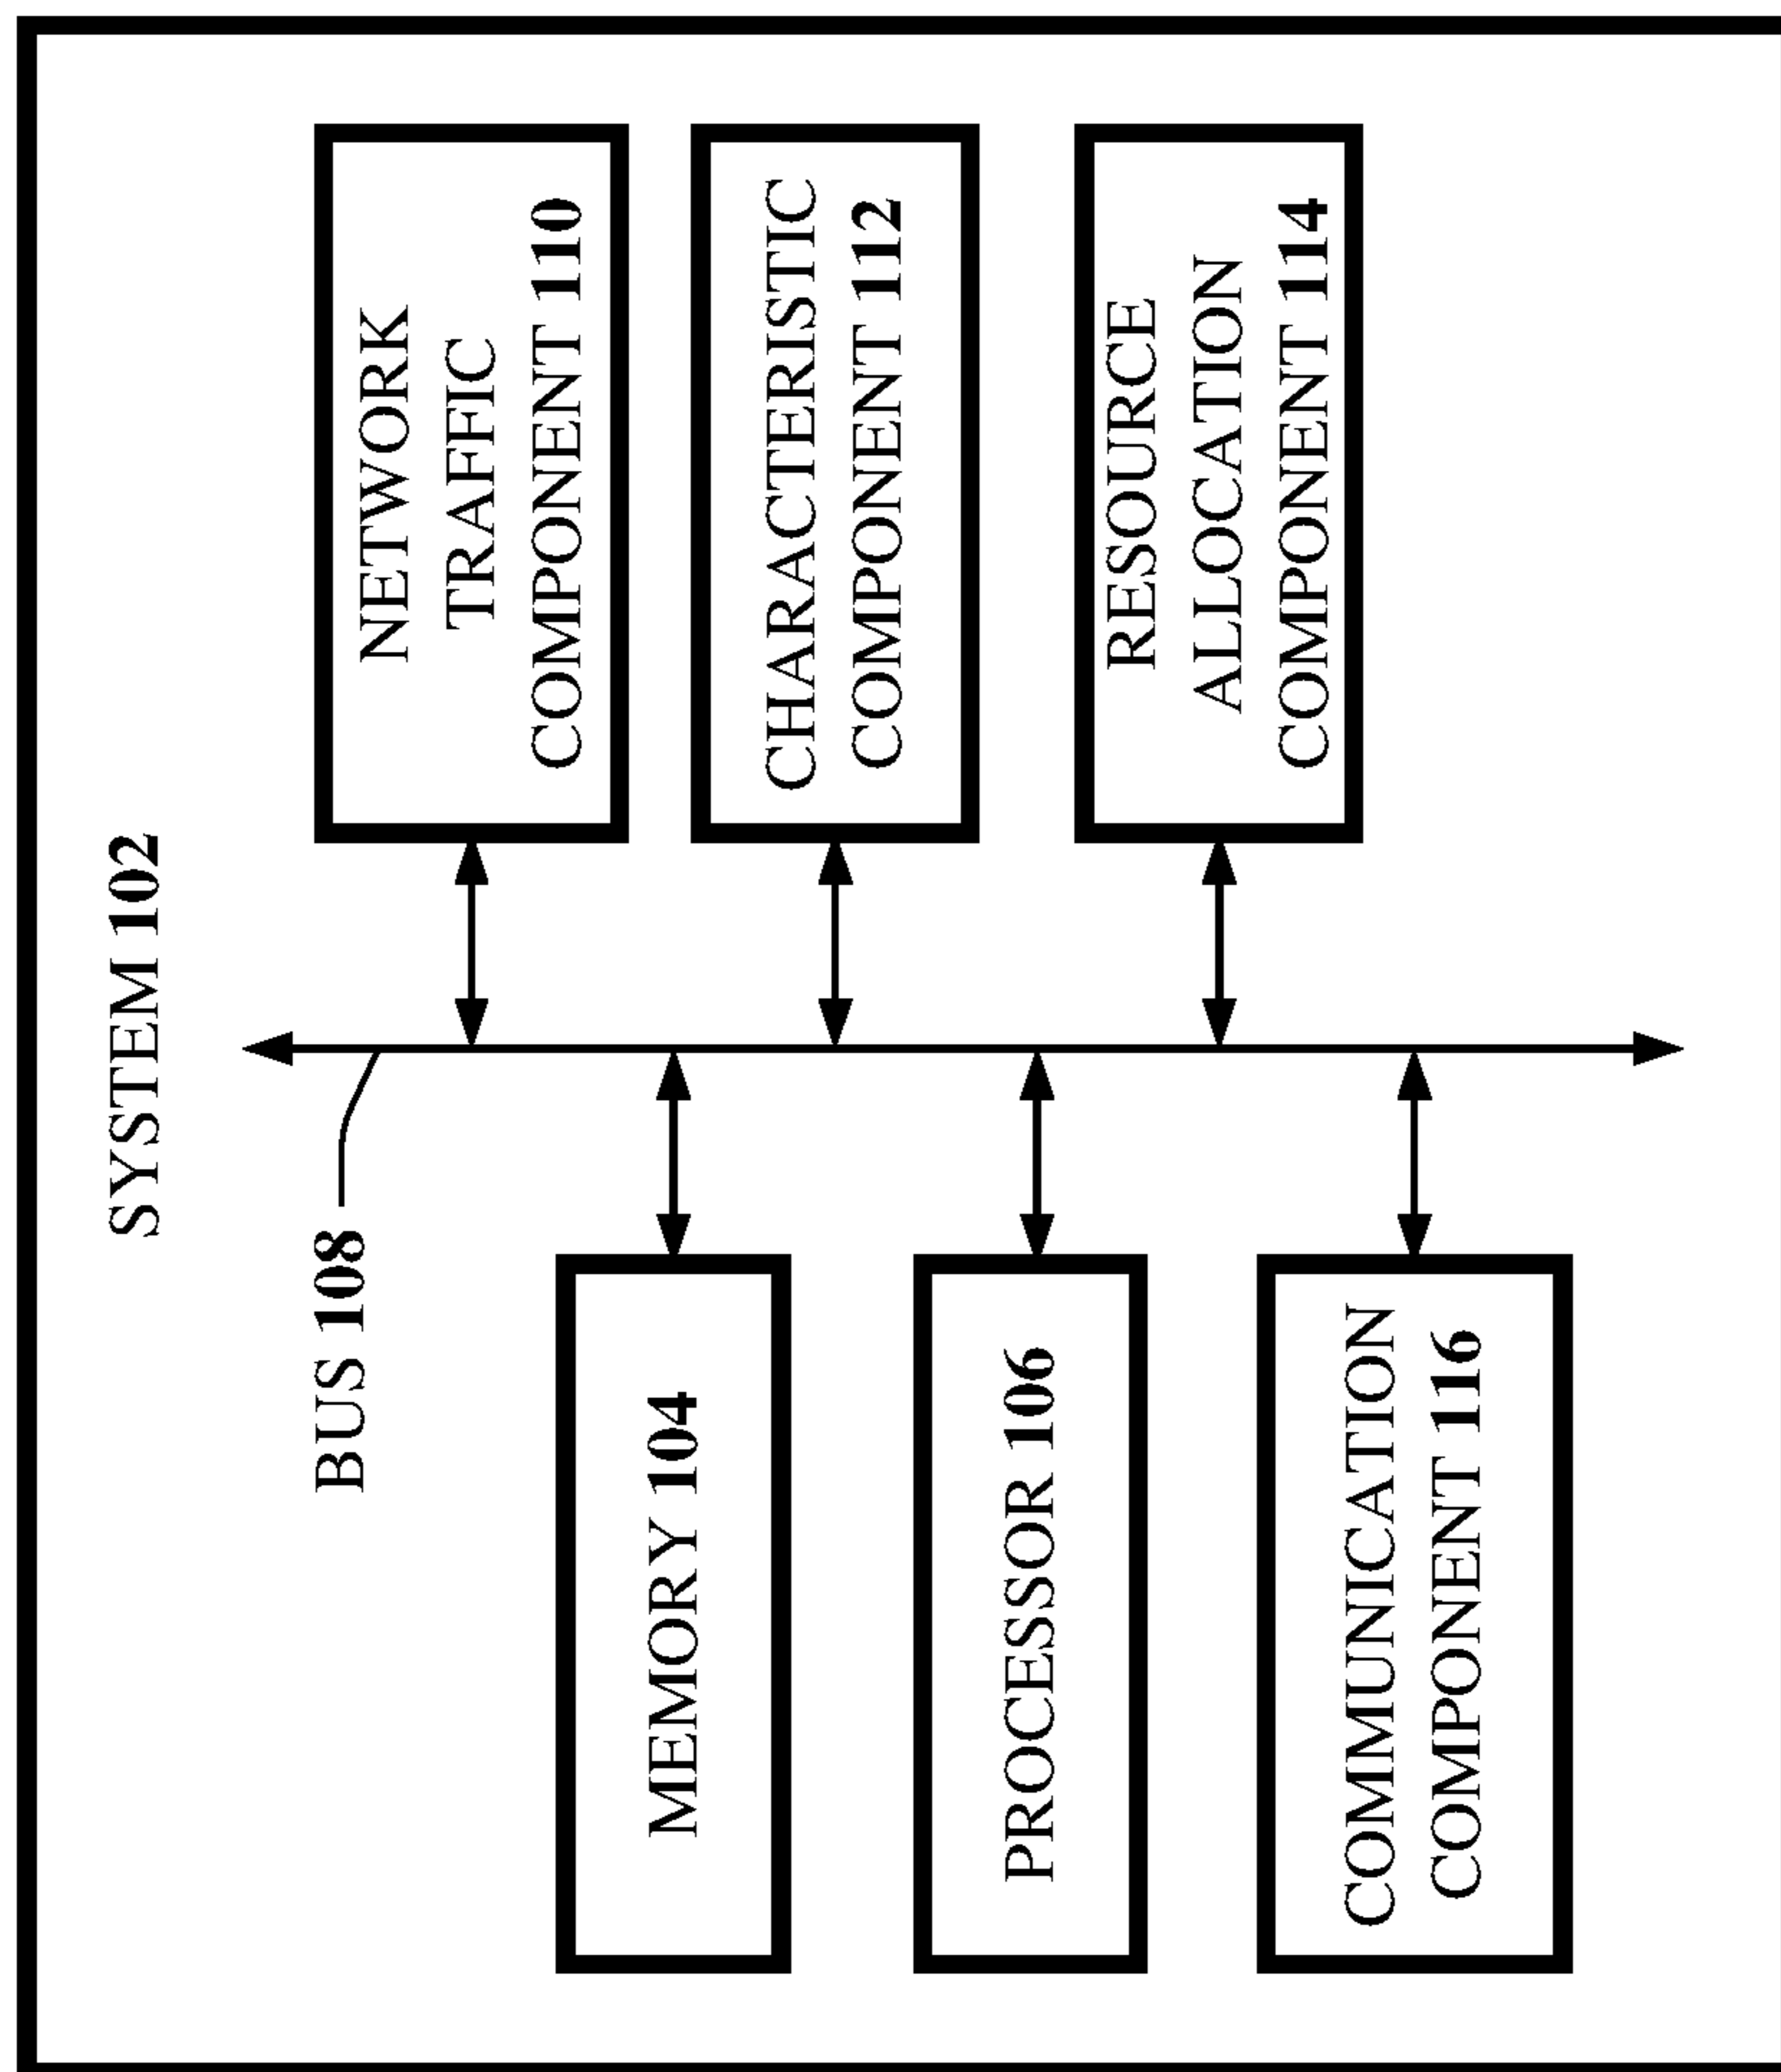 SYSTEM 102
BUS 108
MEMORY 104
PROCESSOR 106
COMMUNICATION
COMPONENT 116
NETWORK
TRAFFIC
COMPONENT 110
CHARACTERISTIC
COMPONENT 112
RESOURCE
ALLOCATION
COMPONENT 114